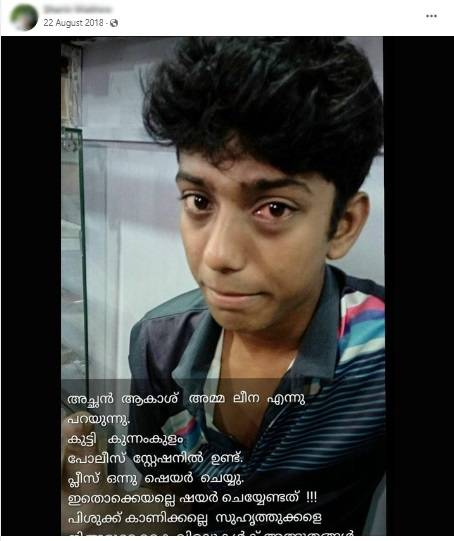 22 August 2018
അച്ഛൻ ആകാശ് അമ്മ ലീന എന്നു
പറയുന്നു.
കുട്ടി കുന്നംകുളം
പോലീസ് സ്റ്റേഷനിൽ ഉണ്ട്.
പ്ലീസ് ഒന്നു ഷെയർ ചെയ്യു.
ഇതൊക്കെയല്ലെ ഷയർ ചെയ്യേണ്ടത് !!!
പിശുക്ക് കാണിക്കല്ലെ സുഹൃത്തുക്കളെ